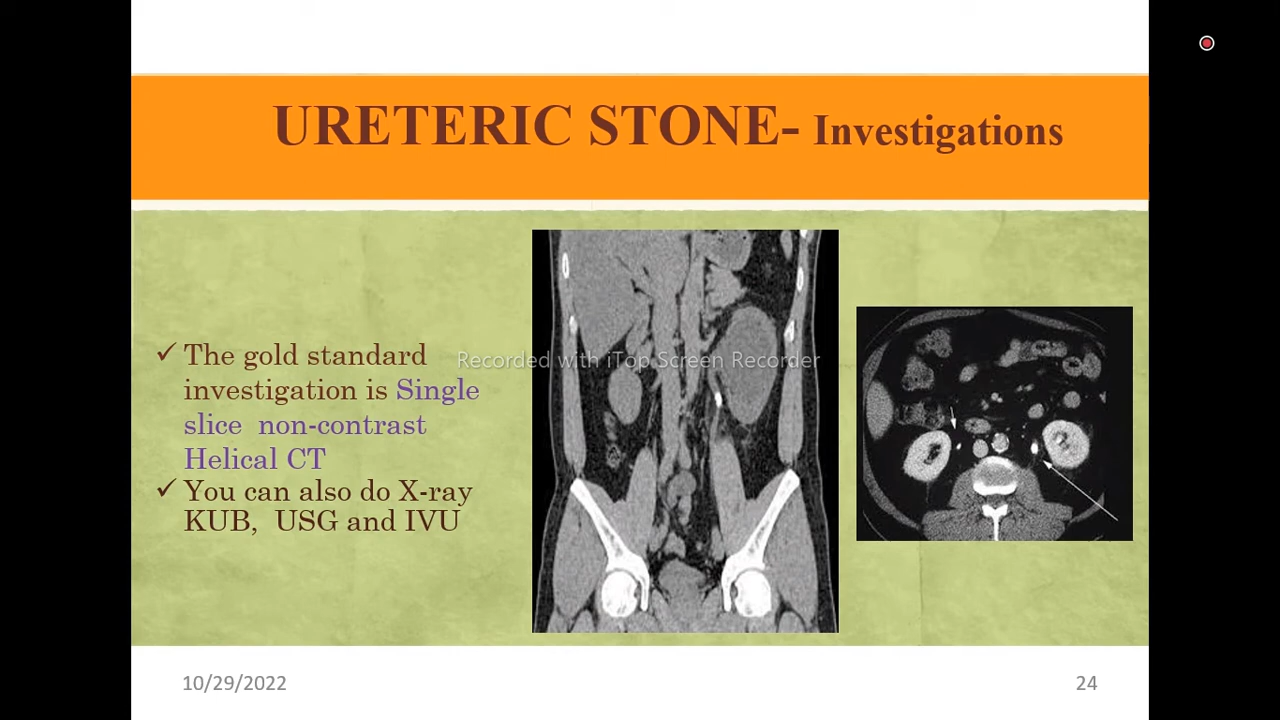 URETERIC STONE- Investigations
Recorded with iTop Screen Recorder
✓ The gold standard
investigation is Single
slice non-contrast
Helical CT
✓ You can also do X-ray
KUB, USG and IVU
10/29/2022
24